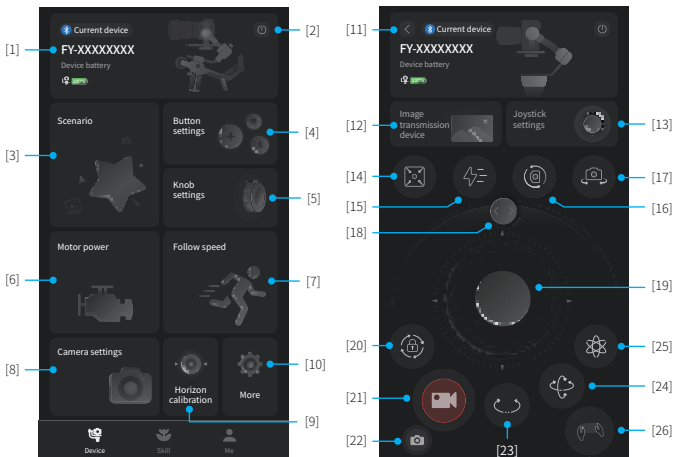 Current device
[1]
FY-XXXXXXXX
[2]
Device battery
Scenario
[3]
Button
settings
[4]
Knob
settings
[5]
Motor power
[6]
Follow speed
[7]
Camera settings
[8]
Horizon
calibration
[9]
More
[10]
Device
Skill
Me
[11]
Current device
FY-XXXXXXXX
Device battery
[12]
Image
transmission
device
Joystick
settings
[13]
[14]
[15]
[16]
[17]
[18]
[19]
[20]
[21]
[22]
[23]
[24]
[25]
[26]